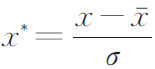 x* = (x − x̄) / σ